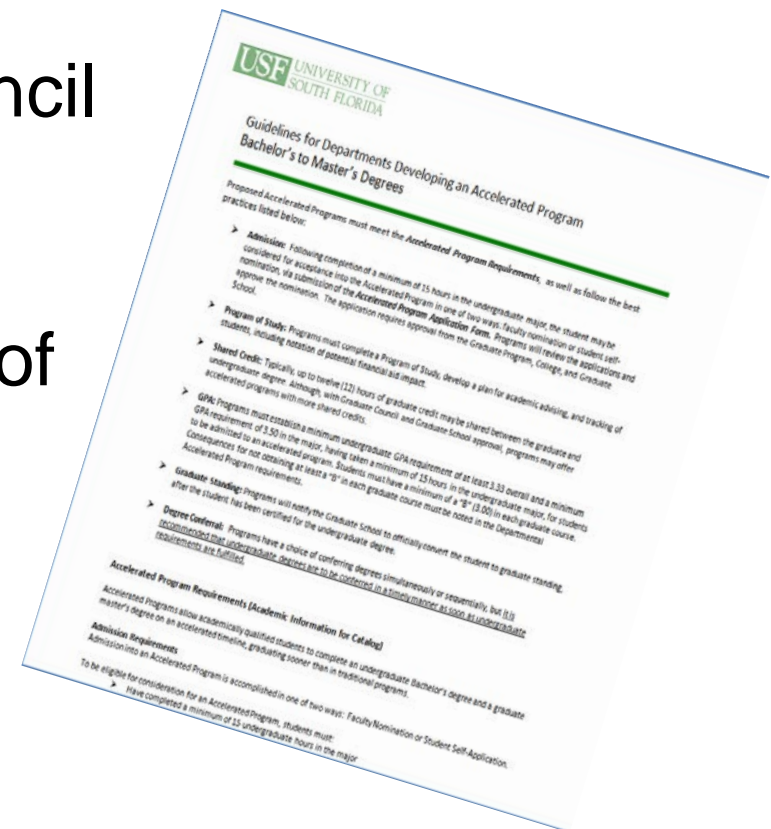 ncil
of
USF UNIVERSITY OF
SOUTH FLORIDA
Guidelines for Departments Developing an Accelerated Program
Bachelor's to Master's Degrees
Proposed Accelerated Programs must meet the Accelerated Program Requirements, as well as follow the best
practices listed below:
➤ Admission: Following completion of a minimum of 15 hours in the undergraduate major, the student may be
considered for acceptance into the Accelerated Program in one of two ways: faculty nomination or student self-
nomination, via submission of the Accelerated Program Application Form. Programs will review the applications and
approve the nomination. The application requires approval from the Graduate Program, College, and Graduate
School.
➤ Program of Study: Programs must complete a Program of Study, develop a plan for academic advising, and tracking of
students, including notation of potential financial aid impact.
➤ Shared Credit: Typically, up to twelve (12) hours of graduate credit may be shared between the graduate and
undergraduate degree. Although, with Graduate Council and Graduate School approval, programs may offer
accelerated programs with more shared credits.
➤ GPA: Programs must establish a minimum undergraduate GPA requirement of at least 3.33 overall and a minimum
GPA requirement of 3.50 in the major, having taken a minimum of 15 hours in the undergraduate major, for students
to be admitted to an accelerated program. Students must have a minimum of a "B" (3.00) in each graduate course.
Consequences for not obtaining at least a "B" in each graduate course must be noted in the Departmental
Accelerated Program requirements.
➤ Graduate Standing: Programs will notify the Graduate School to officially convert the student to graduate standing,
after the student has been certified for the undergraduate degree.
➤ Degree Conferral: Programs have a choice of conferring degrees simultaneously or sequentially, but it is
recommended that undergraduate degrees are to be conferred in a timely manner as soon as undergraduate
requirements are fulfilled.
Accelerated Program Requirements (Academic Information for Catalog)
Accelerated Programs allow academically qualified students to complete an undergraduate Bachelor's degree and a graduate
master's degree on an accelerated timeline, graduating sooner than in traditional programs.
Admission Requirements
Admission into an Accelerated Program is accomplished in one of two ways: Faculty Nomination or Student Self-Application.
To be eligible for consideration for an Accelerated Program, students must:
➤ Have completed a minimum of 15 undergraduate hours in the major